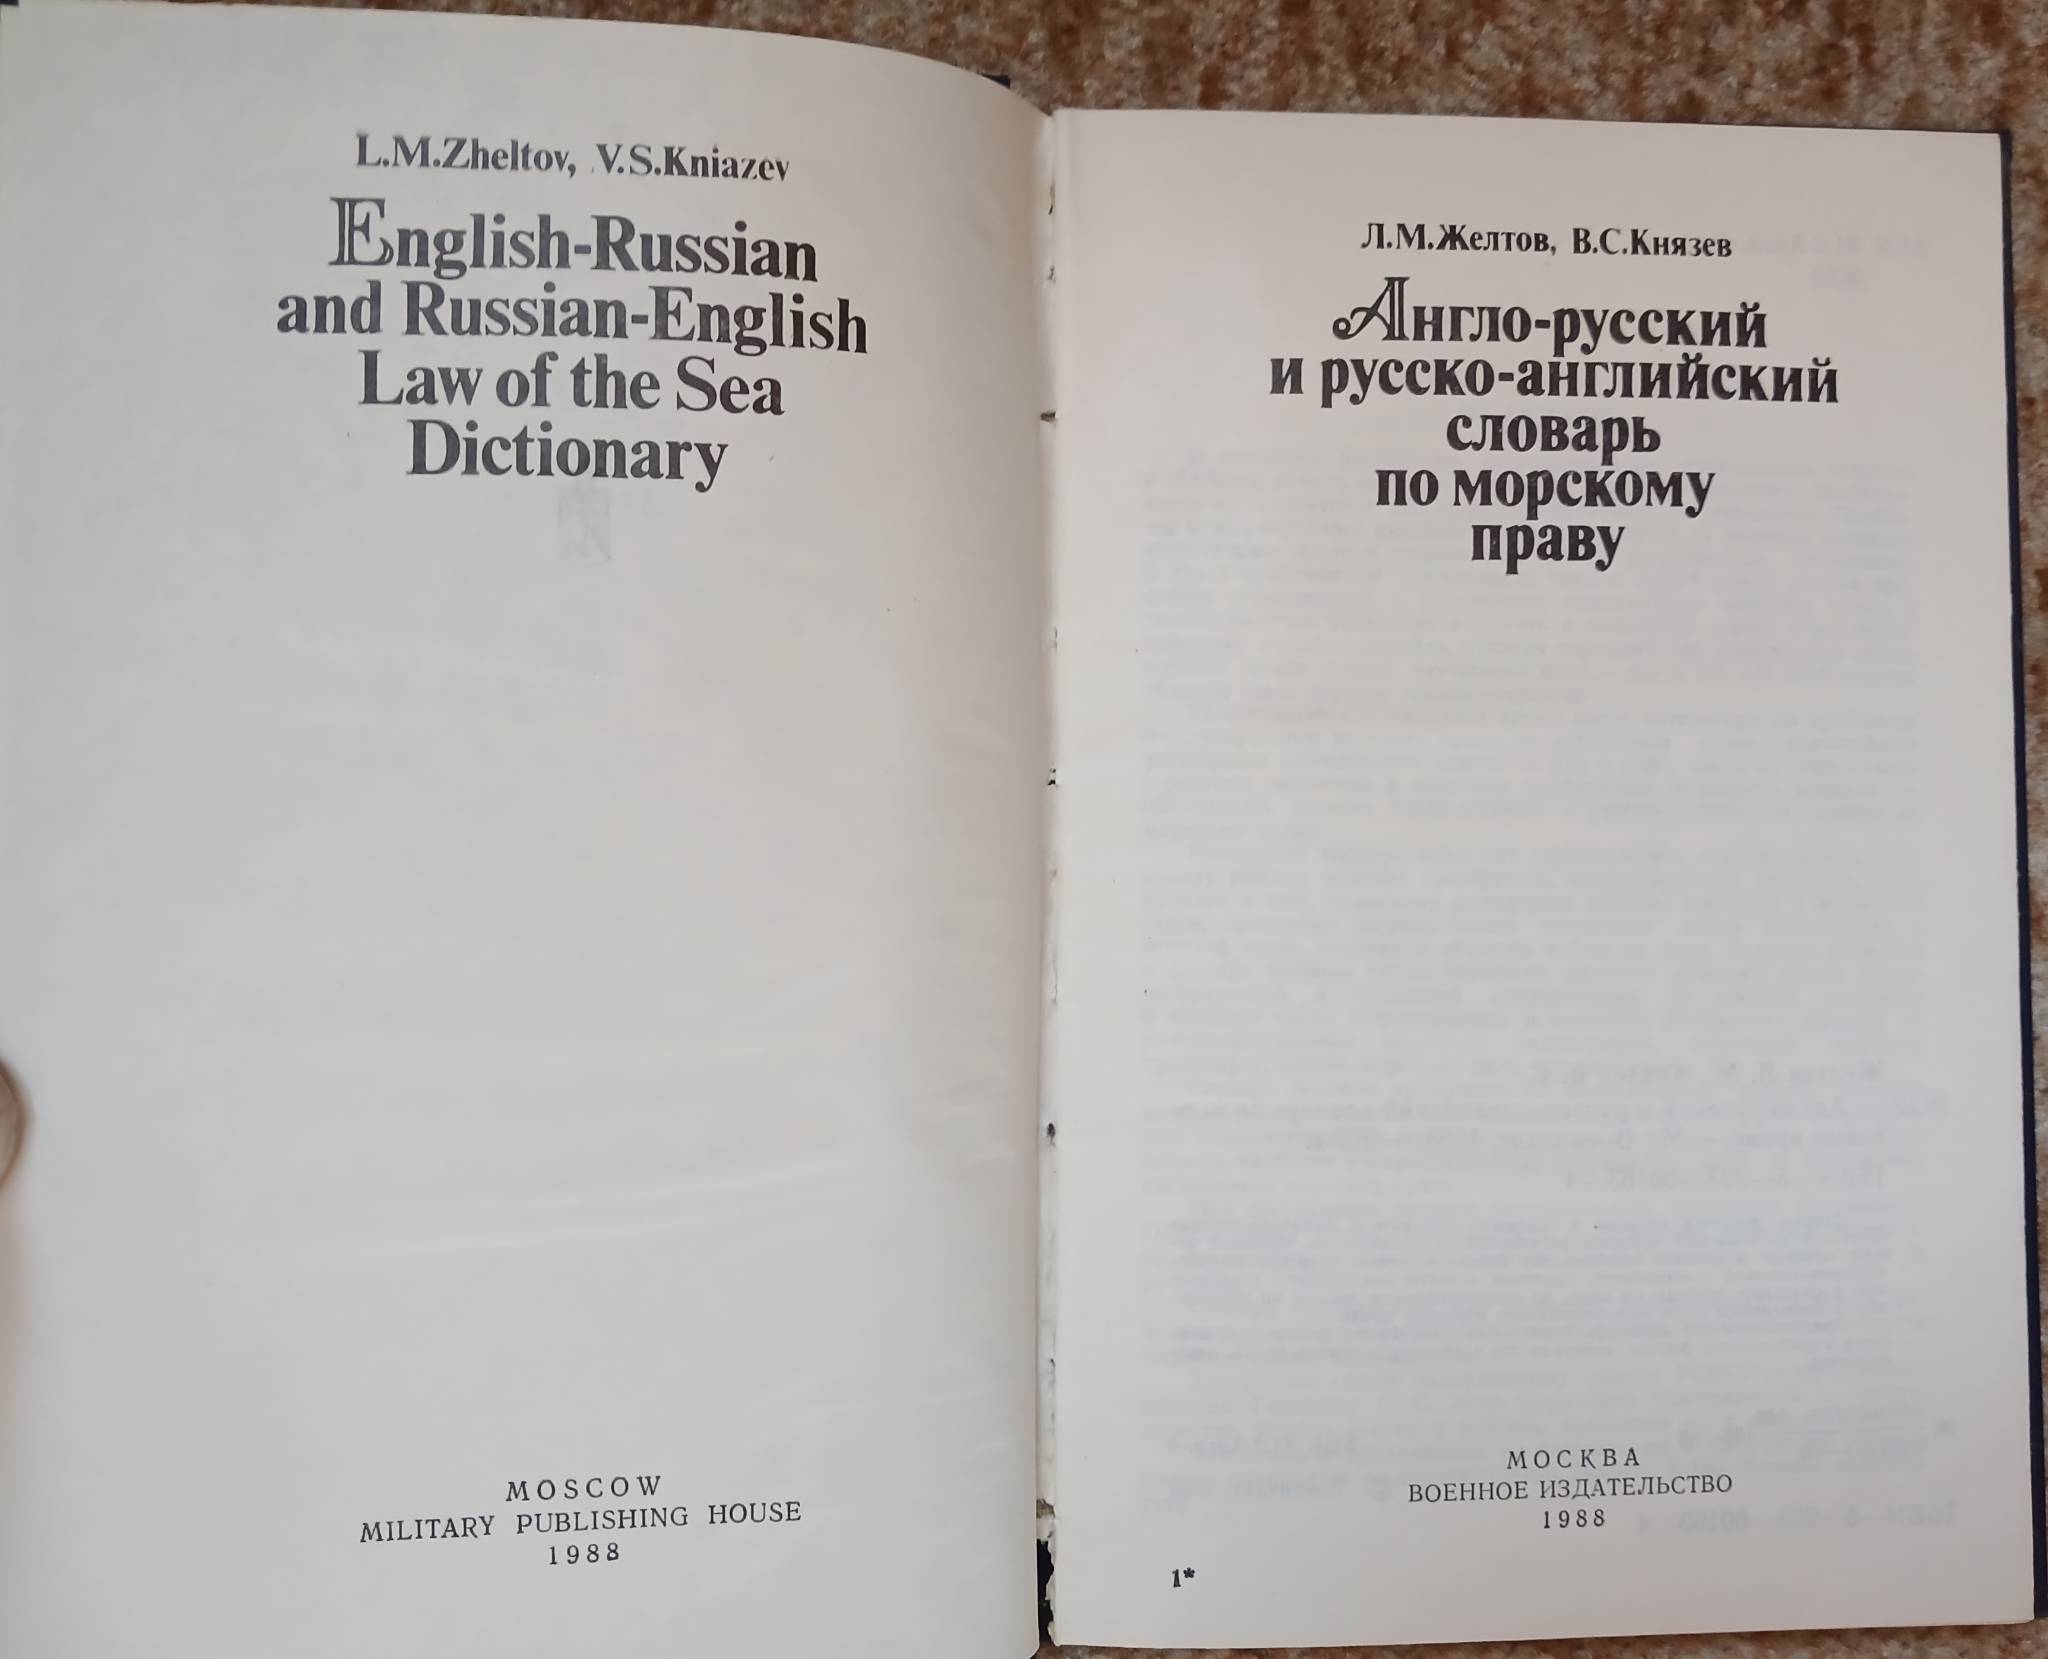 L.M.Zheltov, V.S.Kniazev
English-Russian
and Russian-English
Law of the Sea
Dictionary
MOSCOW
MILITARY PUBLISHING HOUSE
1988
Л.М.Желтов, В.С.Князев
Англо-русский
и русско-английский
словарь
по морскому
праву
МОСКВА
ВОЕННОЕ ИЗДАТЕЛЬСТВО
1988
1*